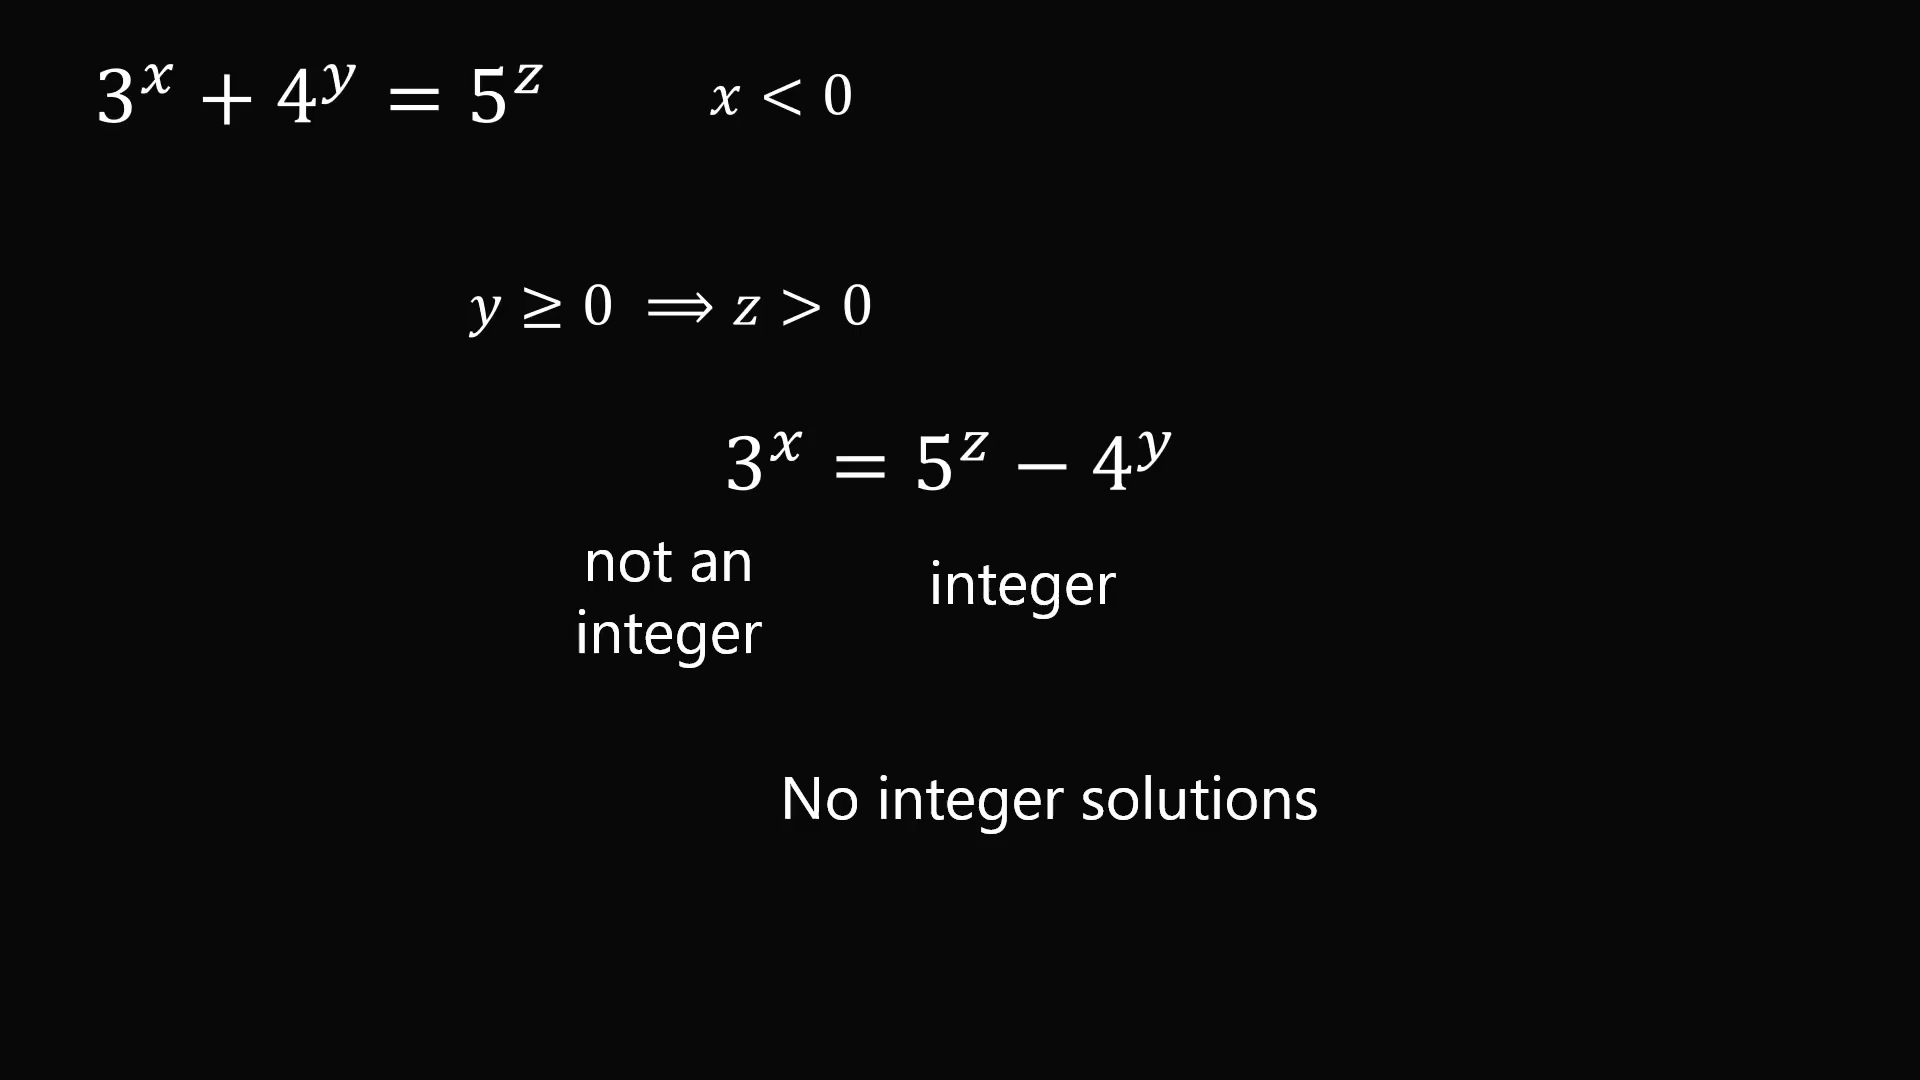 3^x + 4^y = 5^z x < 0
y ≥ 0 ⟹ z > 0
3^x = 5^z − 4^y
not an
integer
integer
No integer solutions